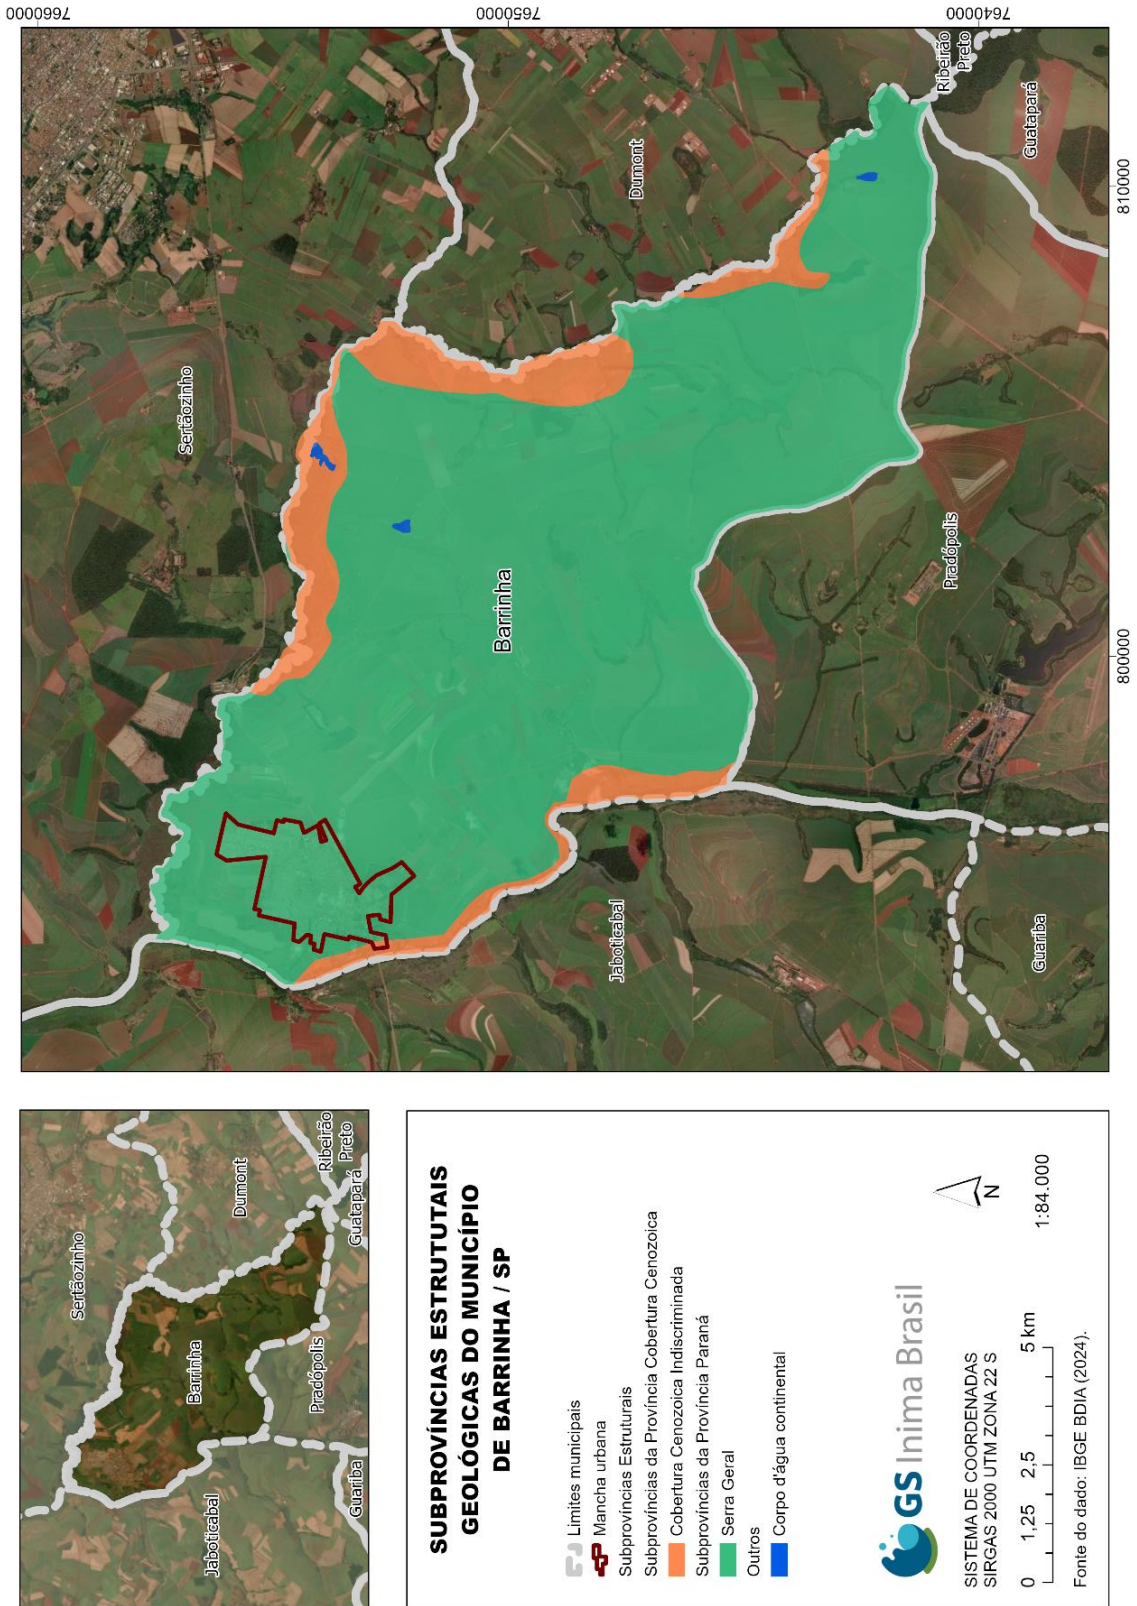 7660000
7650000
7640000
Sertãozinho
Dumont
Ribeirão
Preto
Guatapará
Barrinha
Pradópolis
Jaboticabal
Guariba
810000
800000
Sertãozinho
Dumont
Ribeirão
Preto
Guatapará
Barrinha
Pradópolis
Jaboticabal
Guariba
SUBPROVÍNCIAS ESTRUTUTAIS
GEOLÓGICAS DO MUNICÍPIO
DE BARRINHA / SP
Limites municipais
Mancha urbana
Subprovíncias Estruturais
Subprovíncias da Província Cobertura Cenozoica
Cobertura Cenozoica Indiscriminada
Subprovíncias da Província Paraná
Serra Geral
Outros
Corpo d'água continental
GS Inima Brasil
N
SISTEMA DE COORDENADAS
SIRGAS 2000 UTM ZONA 22 S
0 1,25 2,5 5 km
1:84.000
Fonte do dado: IBGE BDIA (2024).